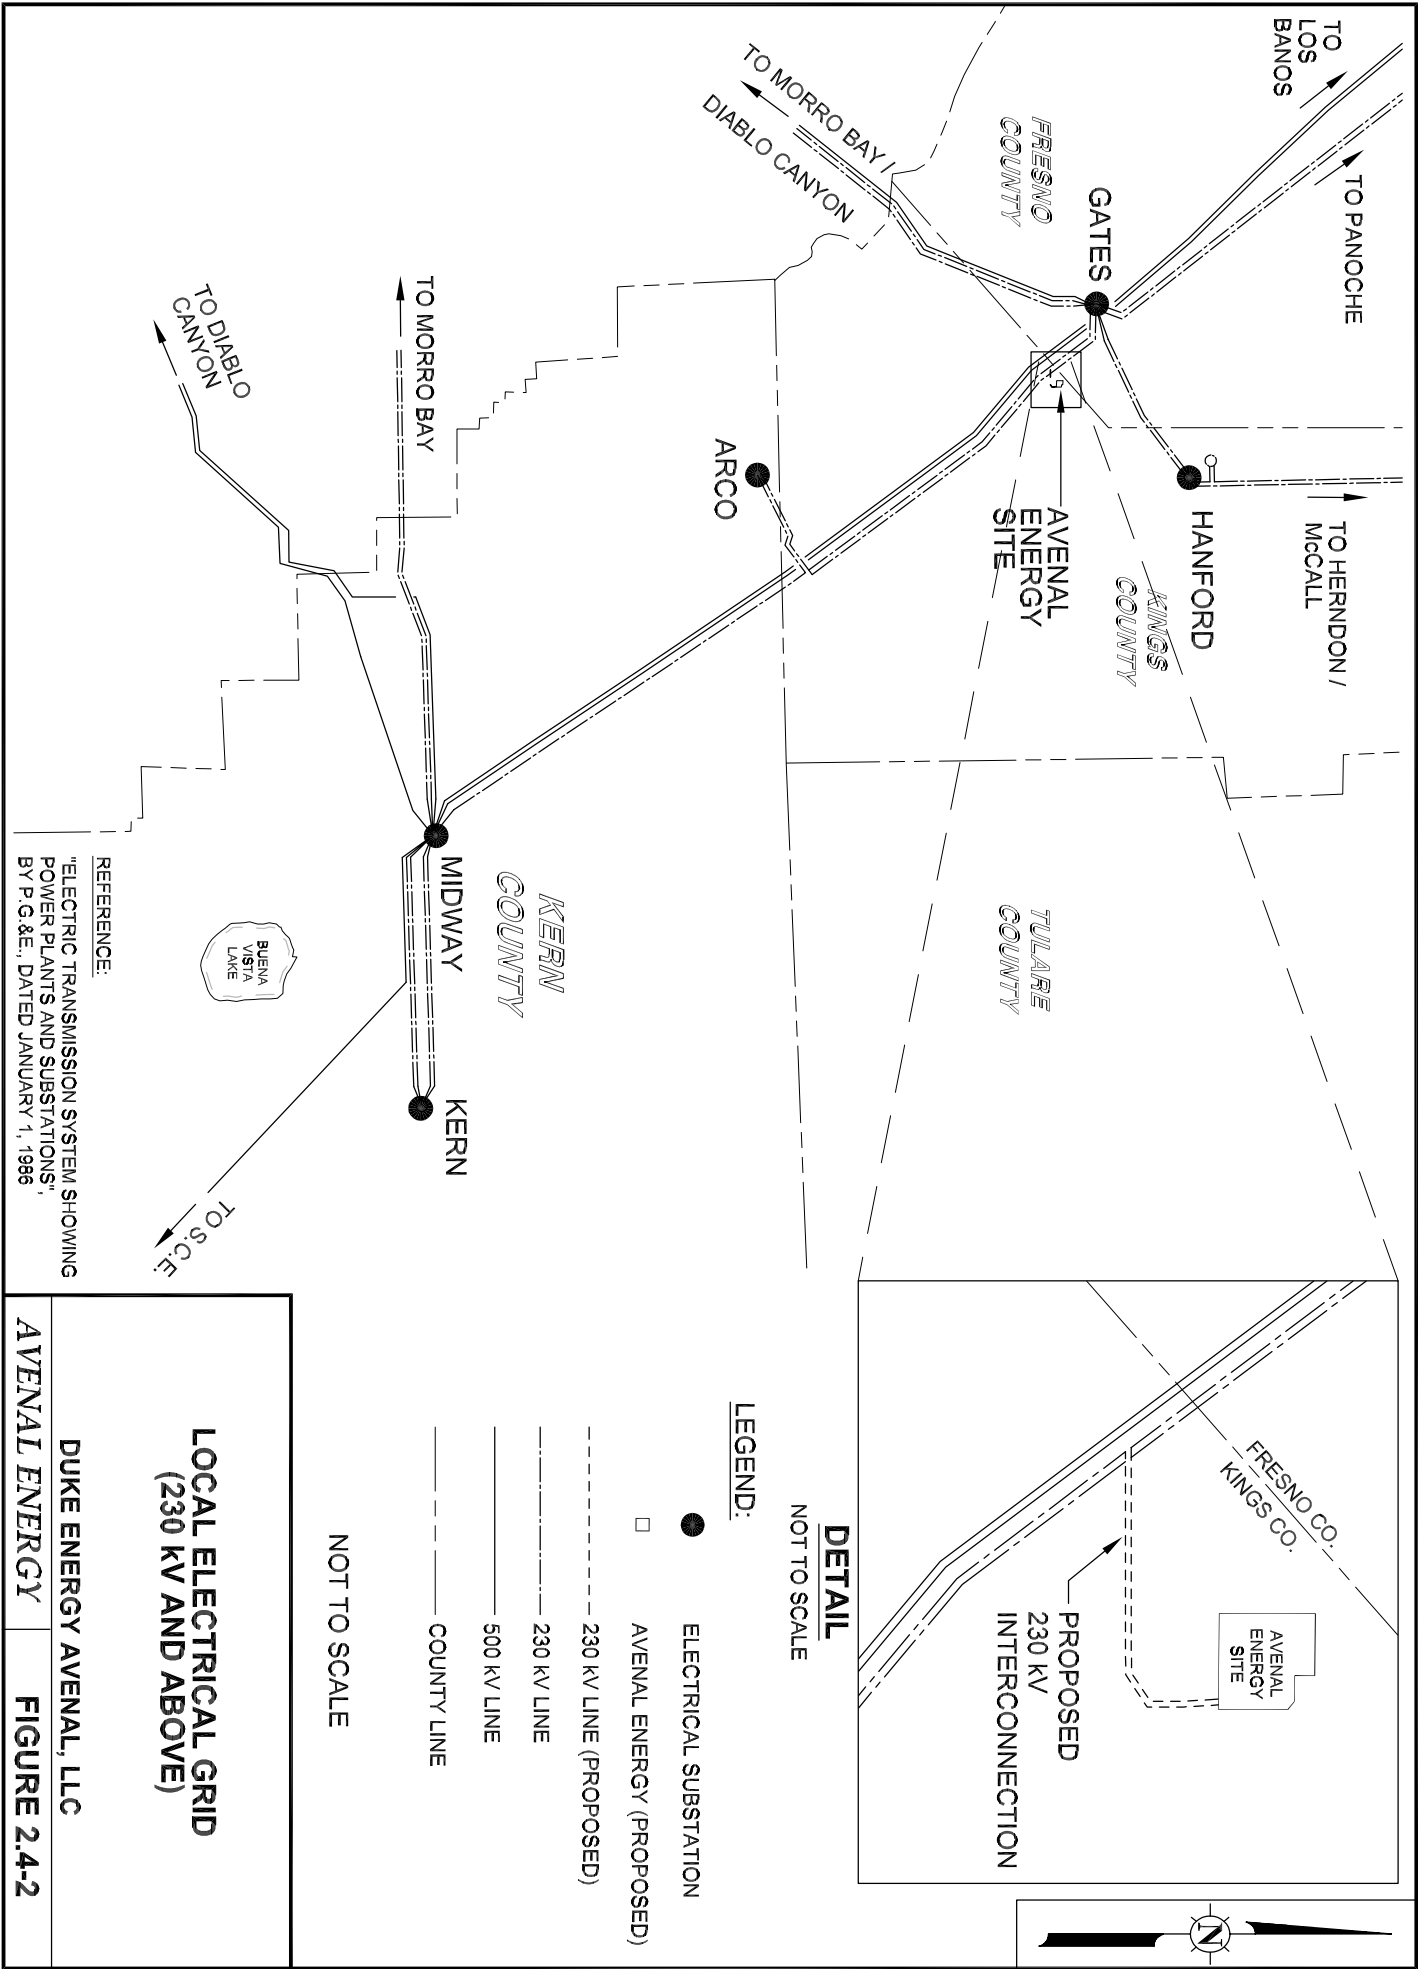 TO
LOS
BANOS
TO PANOCHE
TO HERNDON /
McCALL
GATES
HANFORD
FRESNO
COUNTY
KINGS
COUNTY
TO MORRO BAY /
DIABLO CANYON
AVENAL
ENERGY
SITE
TULARE
COUNTY
ARCO
TO MORRO BAY
TO DIABLO
CANYON
KERN
COUNTY
MIDWAY
KERN
BUENA
VISTA
LAKE
TO S.C.E.
REFERENCE:
"ELECTRIC TRANSMISSION SYSTEM SHOWING
POWER PLANTS AND SUBSTATIONS",
BY P.G.&E., DATED JANUARY 1, 1986
FRESNO CO.
KINGS CO.
AVENAL
ENERGY
SITE
PROPOSED
230 kV
INTERCONNECTION
DETAIL
NOT TO SCALE
LEGEND:
ELECTRICAL SUBSTATION
AVENAL ENERGY (PROPOSED)
230 kV LINE (PROPOSED)
230 kV LINE
500 kV LINE
COUNTY LINE
NOT TO SCALE
N
LOCAL ELECTRICAL GRID
(230 kV AND ABOVE)
DUKE ENERGY AVENAL, LLC
AVENAL ENERGY
FIGURE 2.4-2